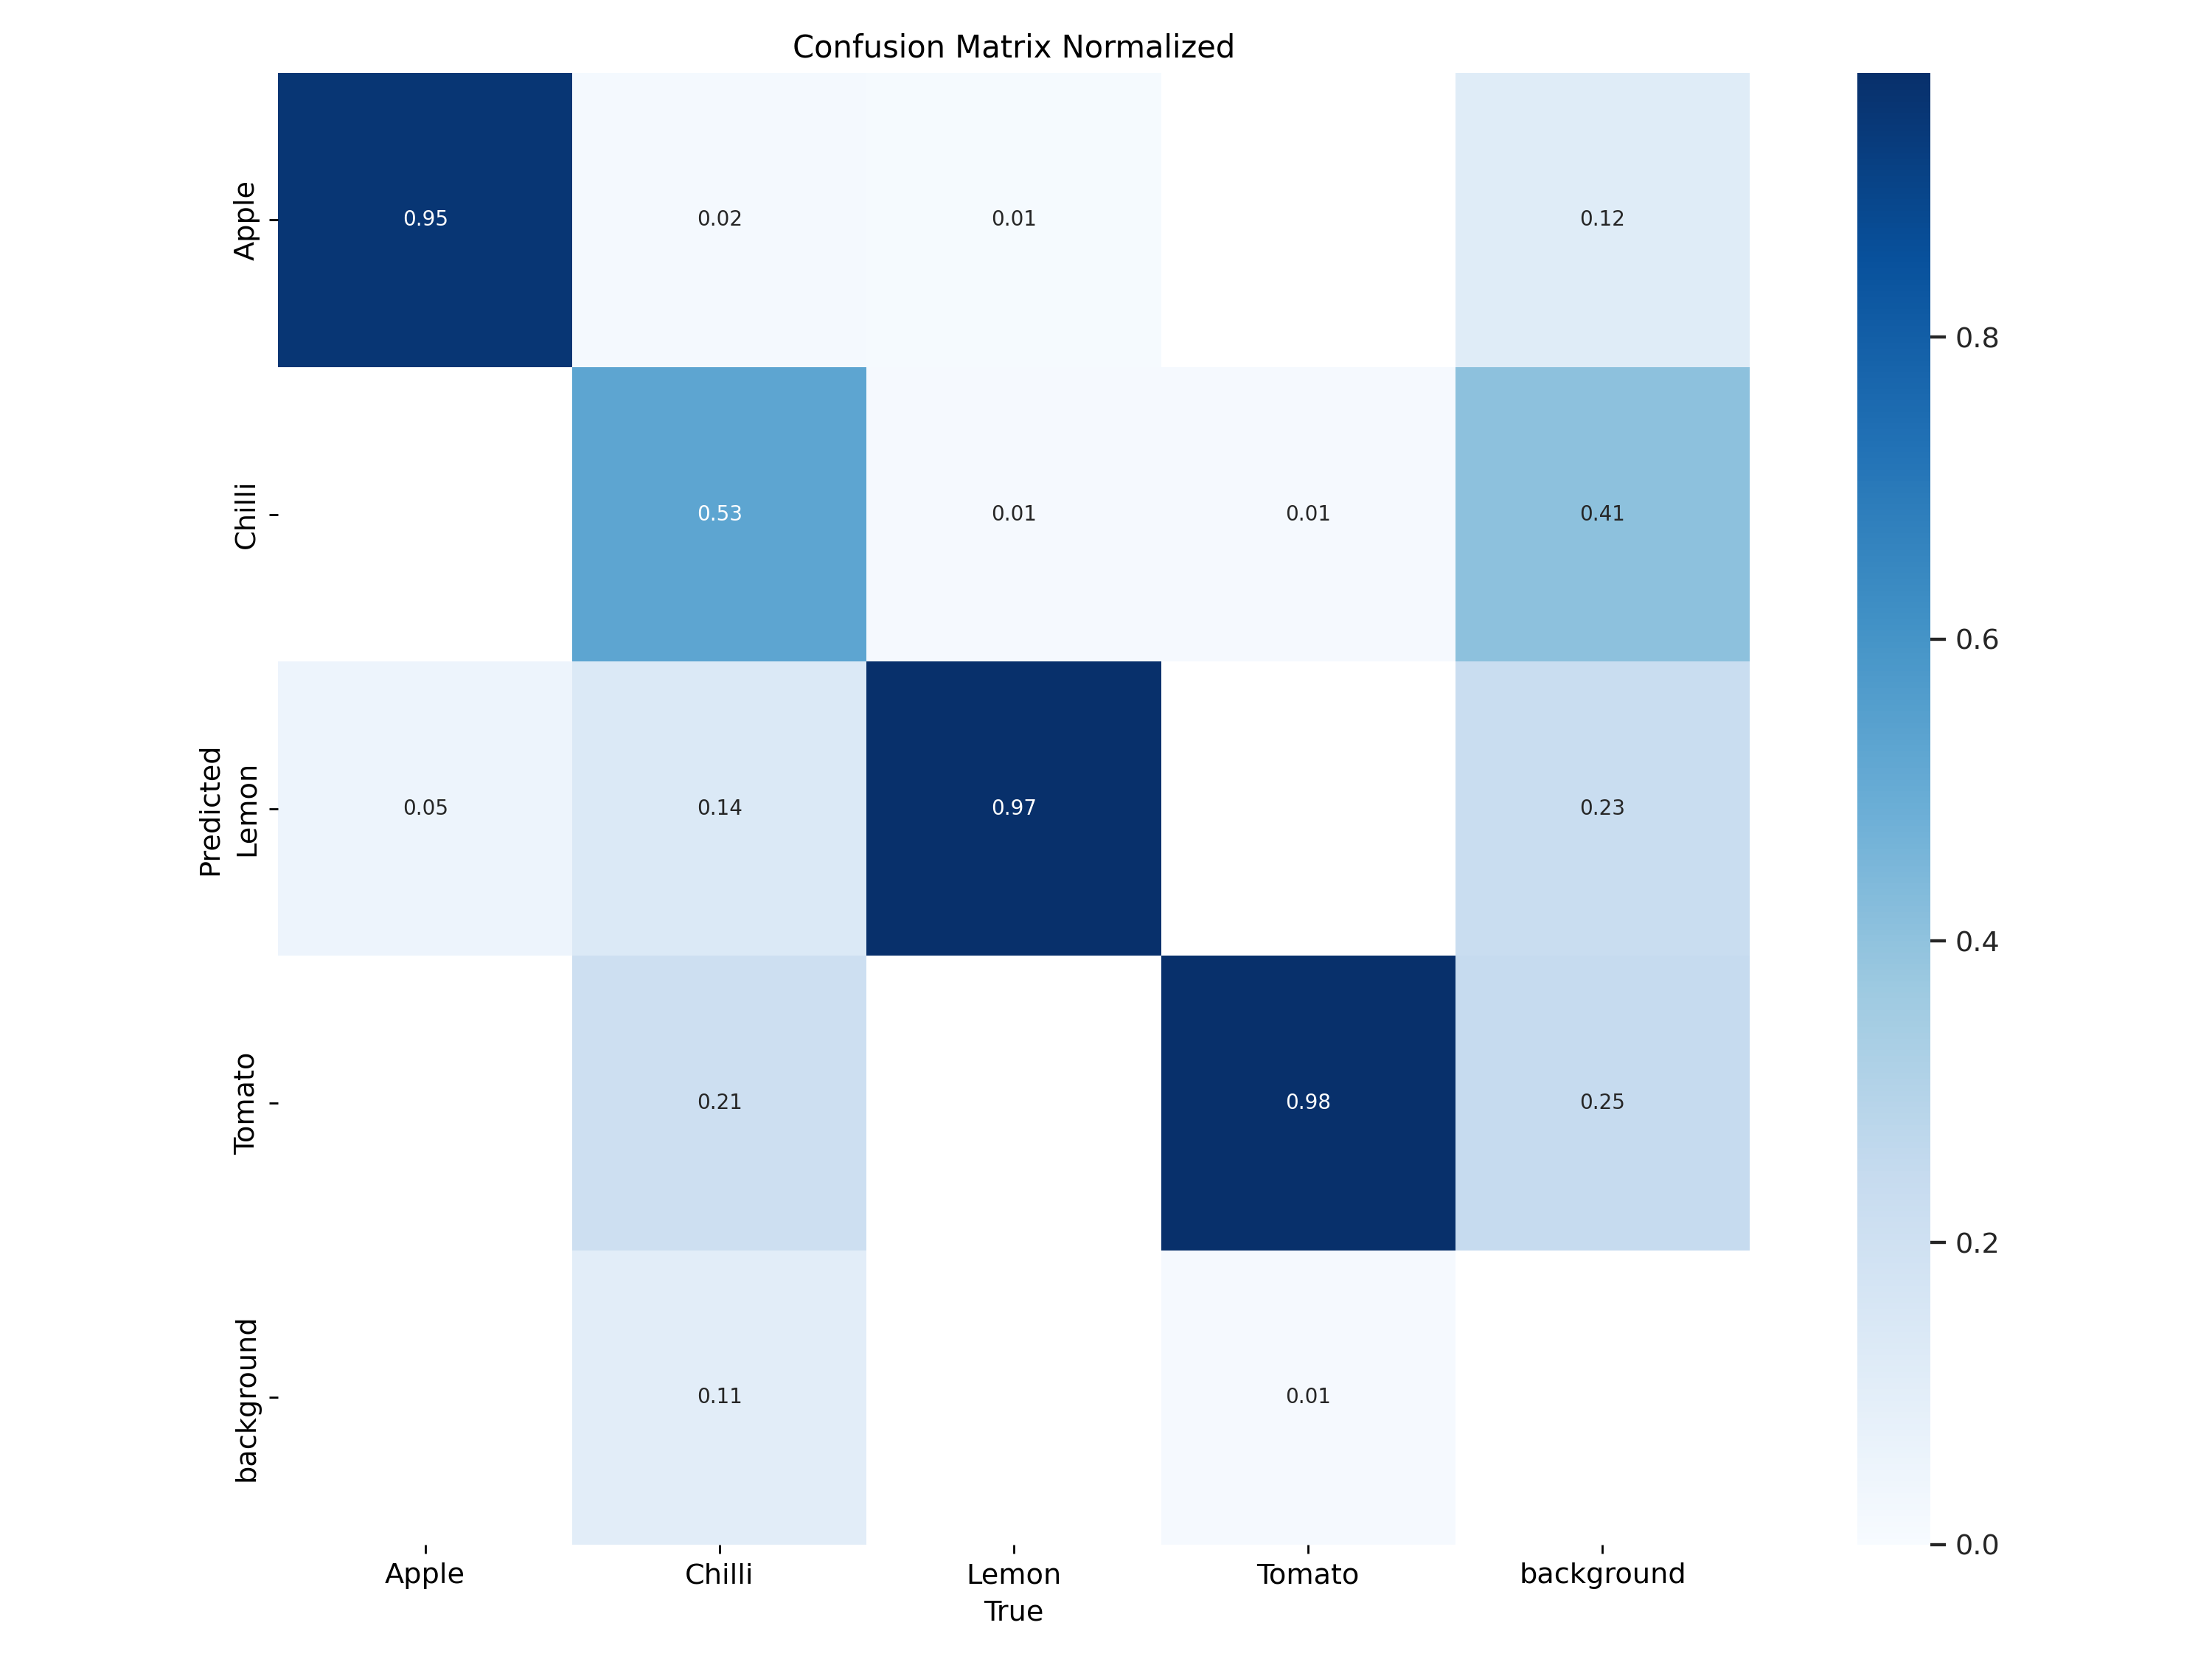 Confusion Matrix Normalized
Predicted
Apple
0.95
0.02
0.01
0.12
Chilli
0.53
0.01
0.01
0.41
Lemon
0.05
0.14
0.97
0.23
Tomato
0.21
0.98
0.25
background
0.11
0.01
Apple
Chilli
Lemon
Tomato
background
True
0.8
0.6
0.4
0.2
0.0